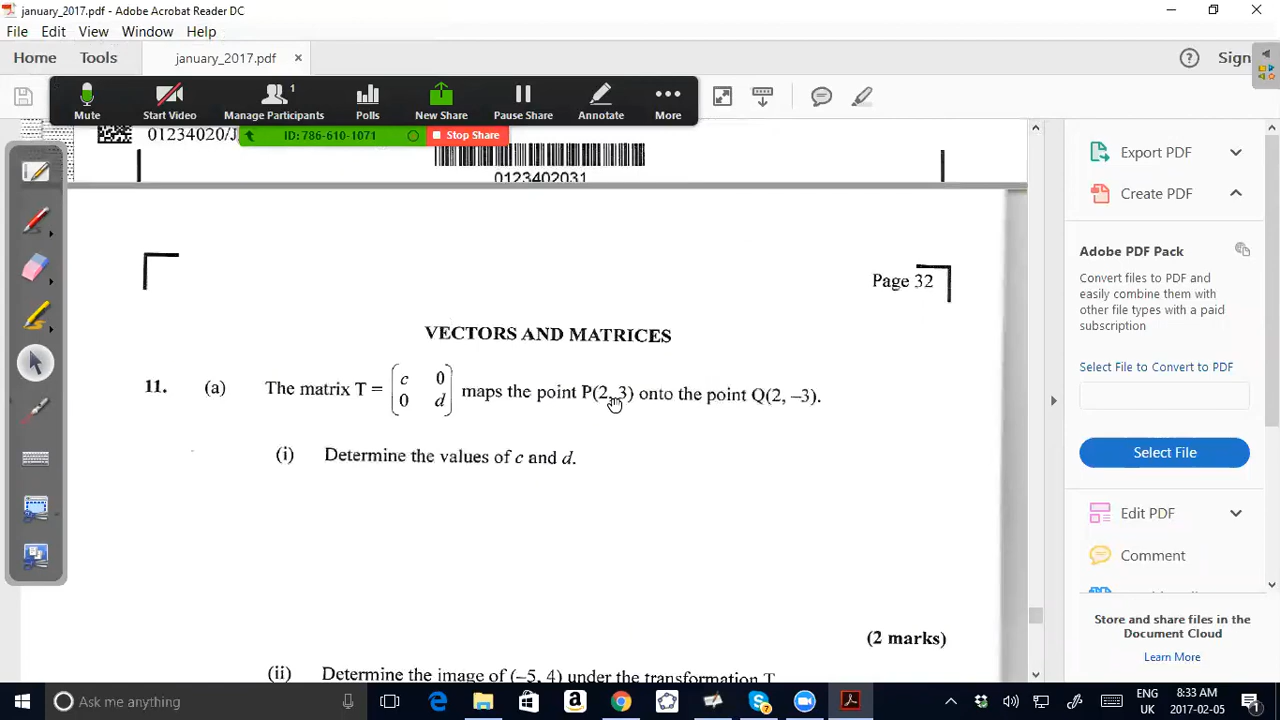 january_2017.pdf - Adobe Acrobat Reader DC
File Edit View Window Help
Home Tools january_2017.pdf × ? Sign
Mute Start Video Manage Participants 1 Polls New Share Pause Share Annotate More
01234020/J ID: 786-610-1071 Stop Share
0123402031
Page 32
VECTORS AND MATRICES
11. (a) The matrix T = (c 0
0 d) maps the point P(2, 3) onto the point Q(2, –3).
(i) Determine the values of c and d.
(2 marks)
(ii) Determine the image of (–5, 4) under the transformation T
Export PDF
Create PDF
Adobe PDF Pack
Convert files to PDF and
easily combine them with
other file types with a paid
subscription
Select File to Convert to PDF
Select File
Edit PDF
Comment
Store and share files in the
Document Cloud
Learn More
Ask me anything
ENG
UK
8:33 AM
2017-02-05
1